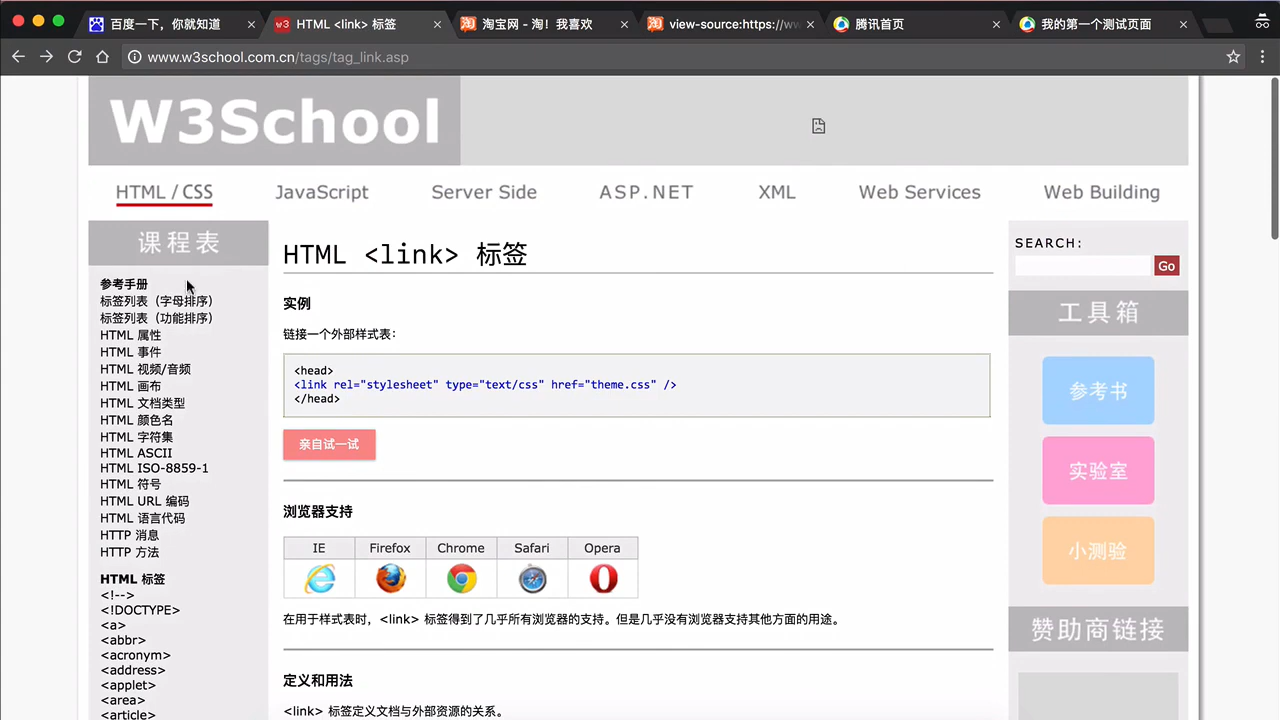 百度一下，你就知道
HTML <link> 标签
淘宝网 - 淘！我喜欢
view-source:https://ww
腾讯首页
我的第一个测试页面
www.w3school.com.cn/tags/tag_link.asp
W3School
HTML / CSS
JavaScript
Server Side
ASP.NET
XML
Web Services
Web Building
课程表
参考手册
标签列表（字母排序）
标签列表（功能排序）
HTML 属性
HTML 事件
HTML 视频/音频
HTML 画布
HTML 文档类型
HTML 颜色名
HTML 字符集
HTML ASCII
HTML ISO-8859-1
HTML 符号
HTML URL 编码
HTML 语言代码
HTTP 消息
HTTP 方法
HTML 标签
<!-->
<!DOCTYPE>
<a>
<abbr>
<acronym>
<address>
<applet>
<area>
<article>
HTML <link> 标签
实例
链接一个外部样式表：
<head>
<link rel="stylesheet" type="text/css" href="theme.css" />
</head>
亲自试一试
浏览器支持
IE Firefox Chrome Safari Opera
在用于样式表时，<link> 标签得到了几乎所有浏览器的支持。但是几乎没有浏览器支持其他方面的用途。
定义和用法
<link> 标签定义文档与外部资源的关系。
SEARCH:
Go
工具箱
参考书
实验室
小测验
赞助商链接